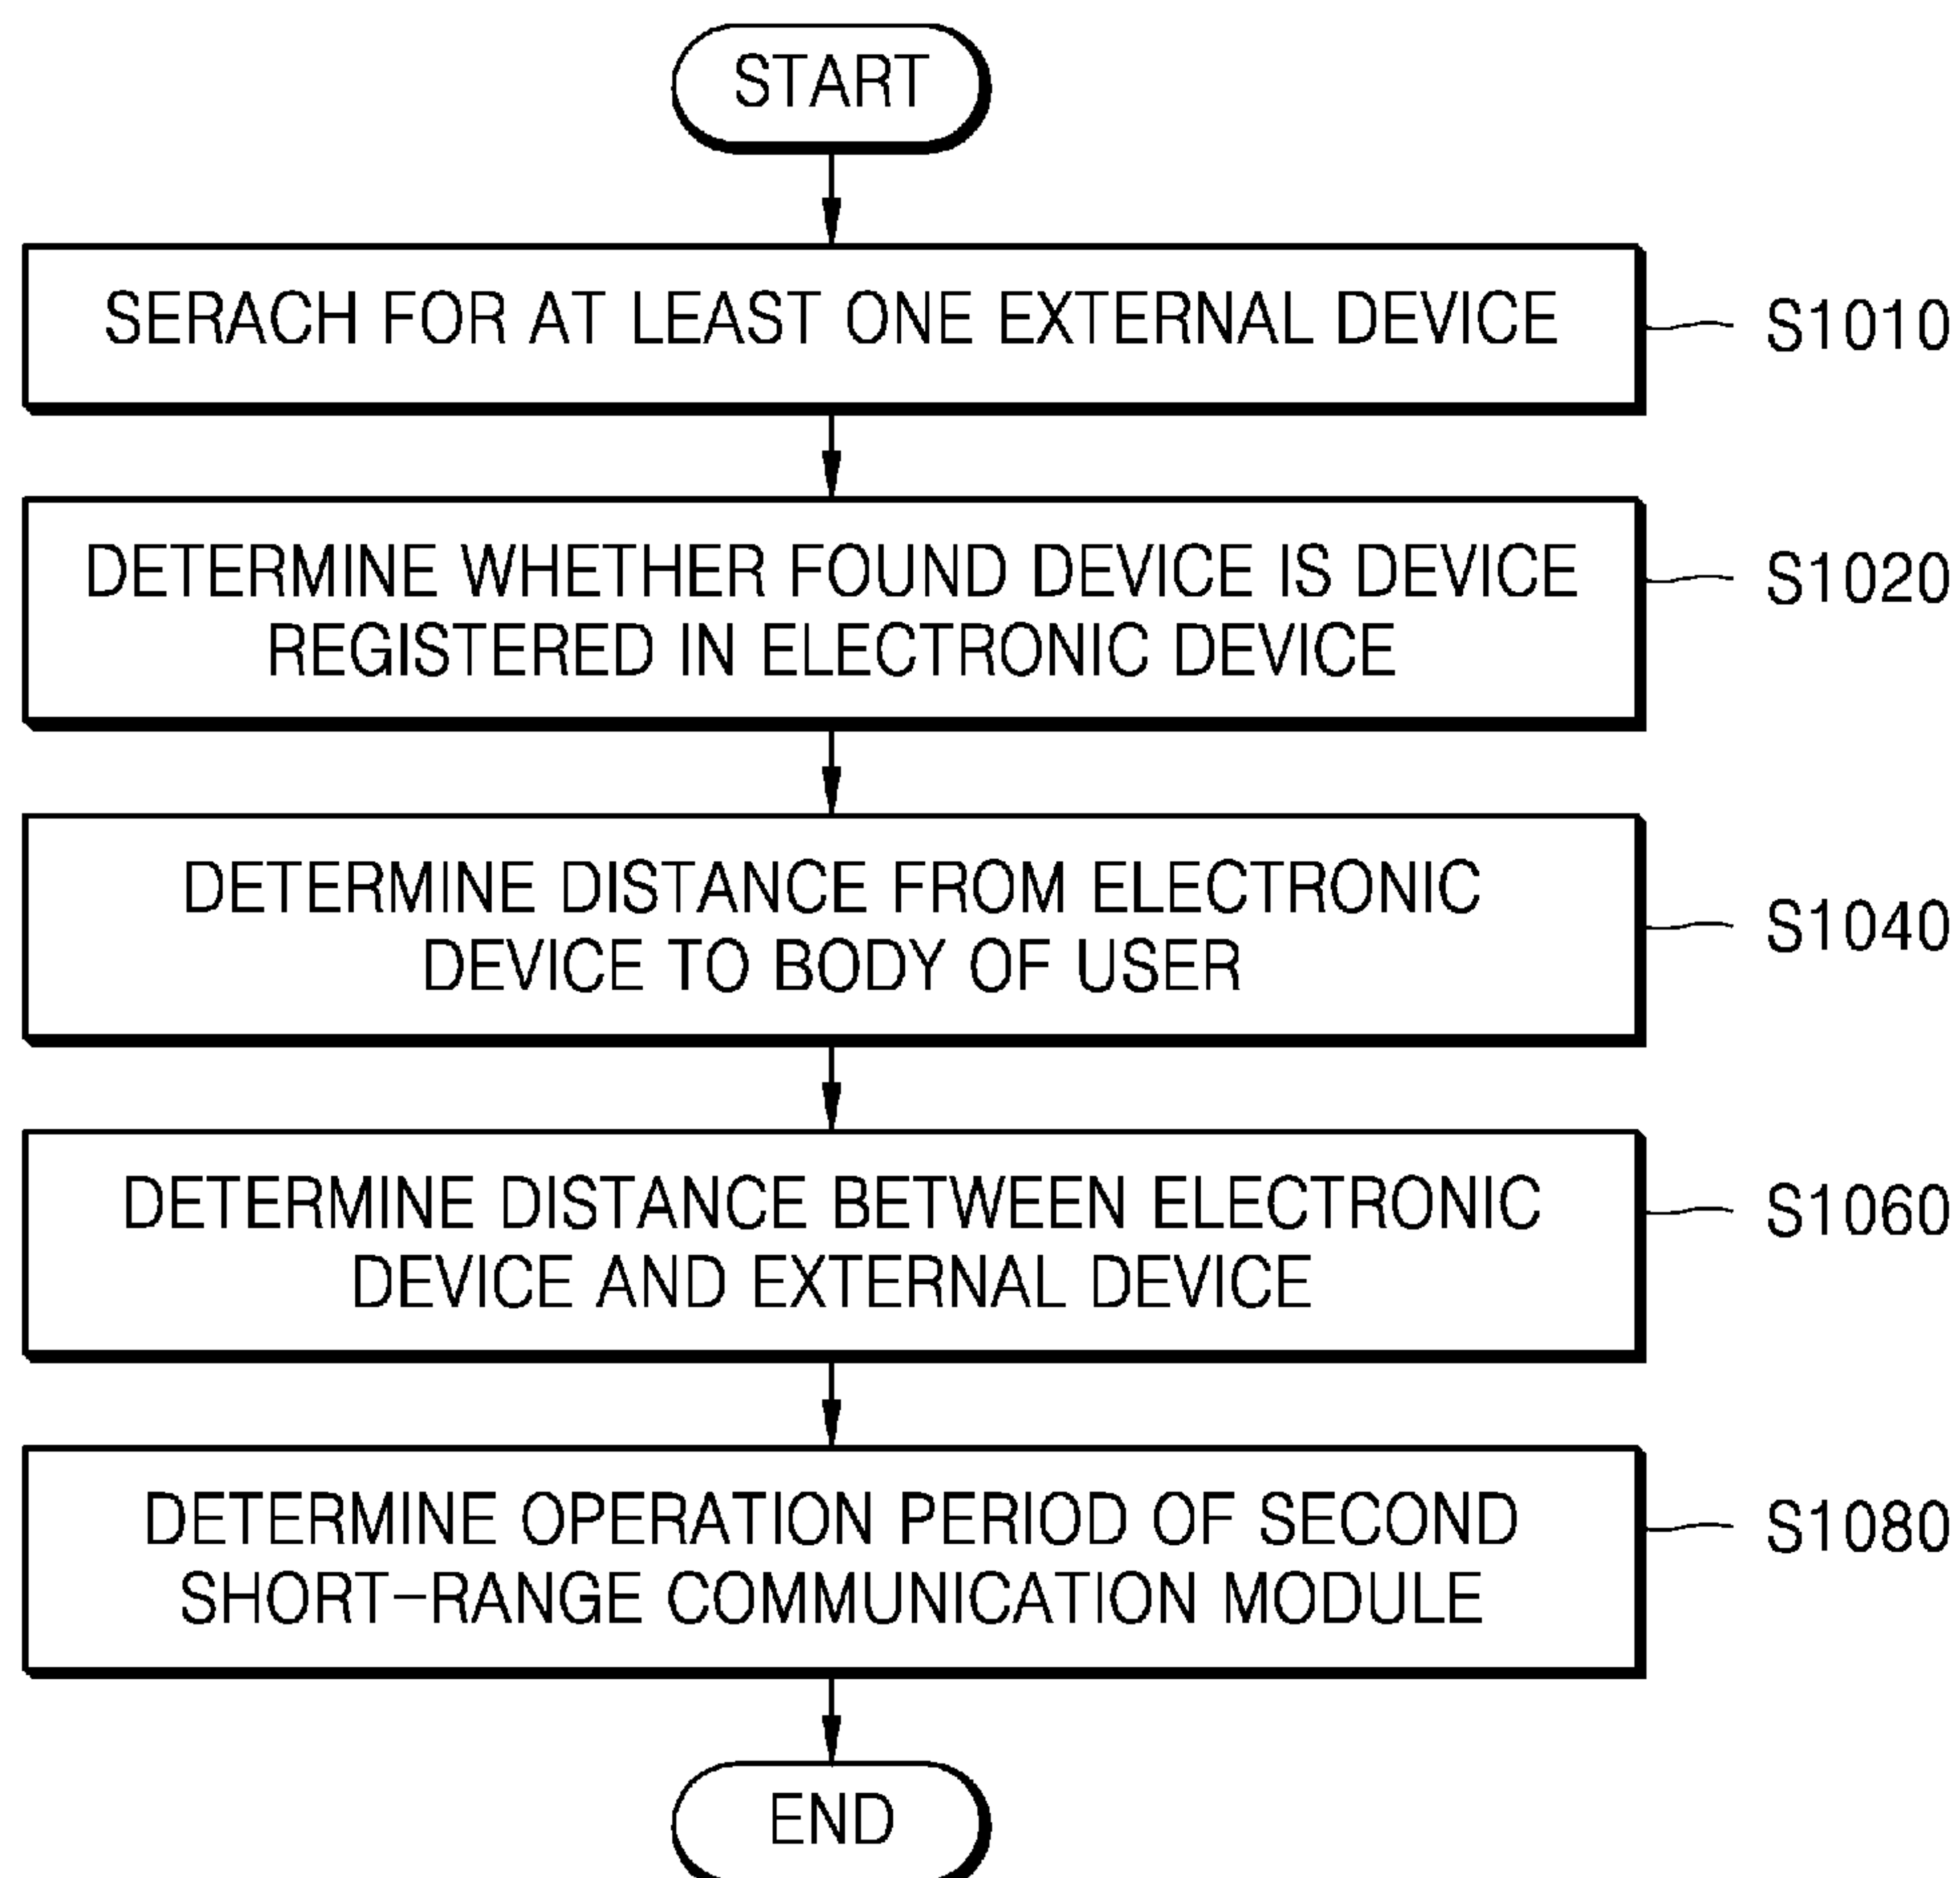 START
SERACH FOR AT LEAST ONE EXTERNAL DEVICE
S1010
DETERMINE WHETHER FOUND DEVICE IS DEVICE
REGISTERED IN ELECTRONIC DEVICE
S1020
DETERMINE DISTANCE FROM ELECTRONIC
DEVICE TO BODY OF USER
S1040
DETERMINE DISTANCE BETWEEN ELECTRONIC
DEVICE AND EXTERNAL DEVICE
S1060
DETERMINE OPERATION PERIOD OF SECOND
SHORT-RANGE COMMUNICATION MODULE
S1080
END